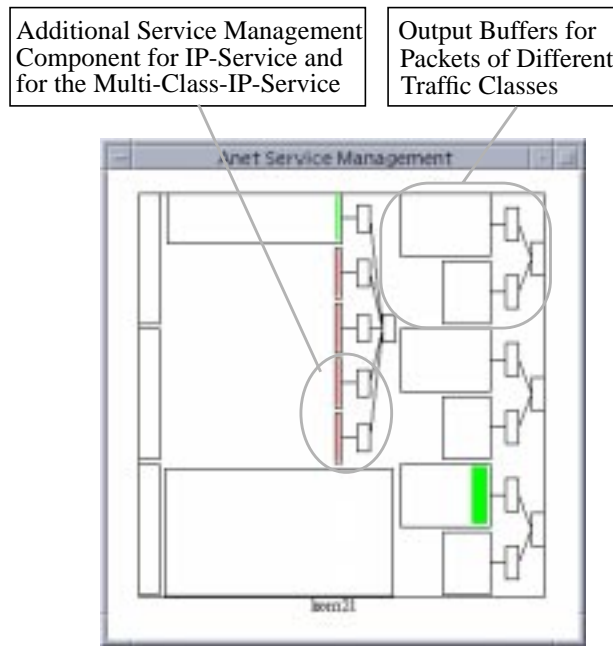 Additional Service Management
Component for IP-Service and
for the Multi-Class-IP-Service
Output Buffers for
Packets of Different
Traffic Classes
Anet Service Management